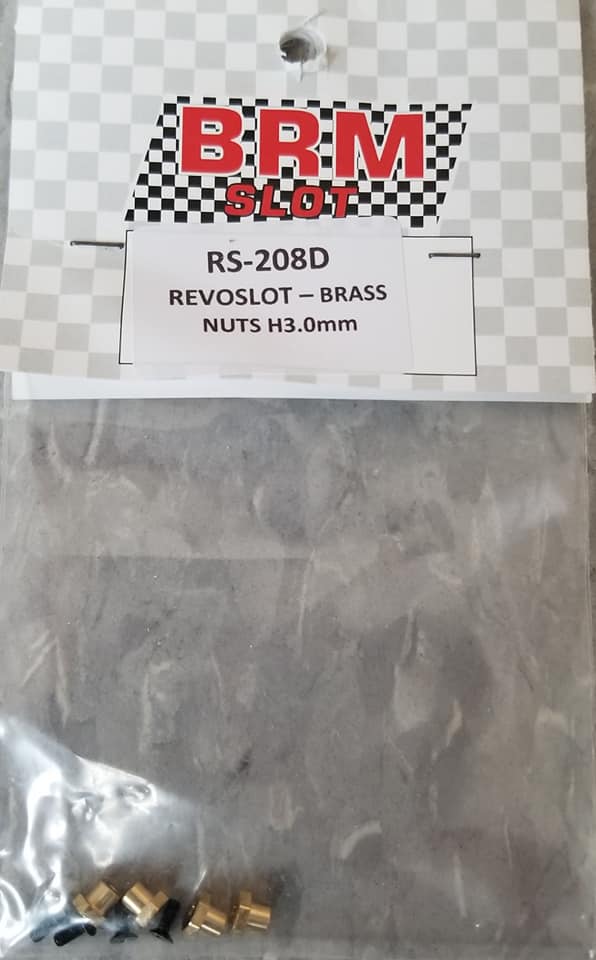 BRM
SLOT
RS-208D
REVOSLOT – BRASS
NUTS H3.0mm